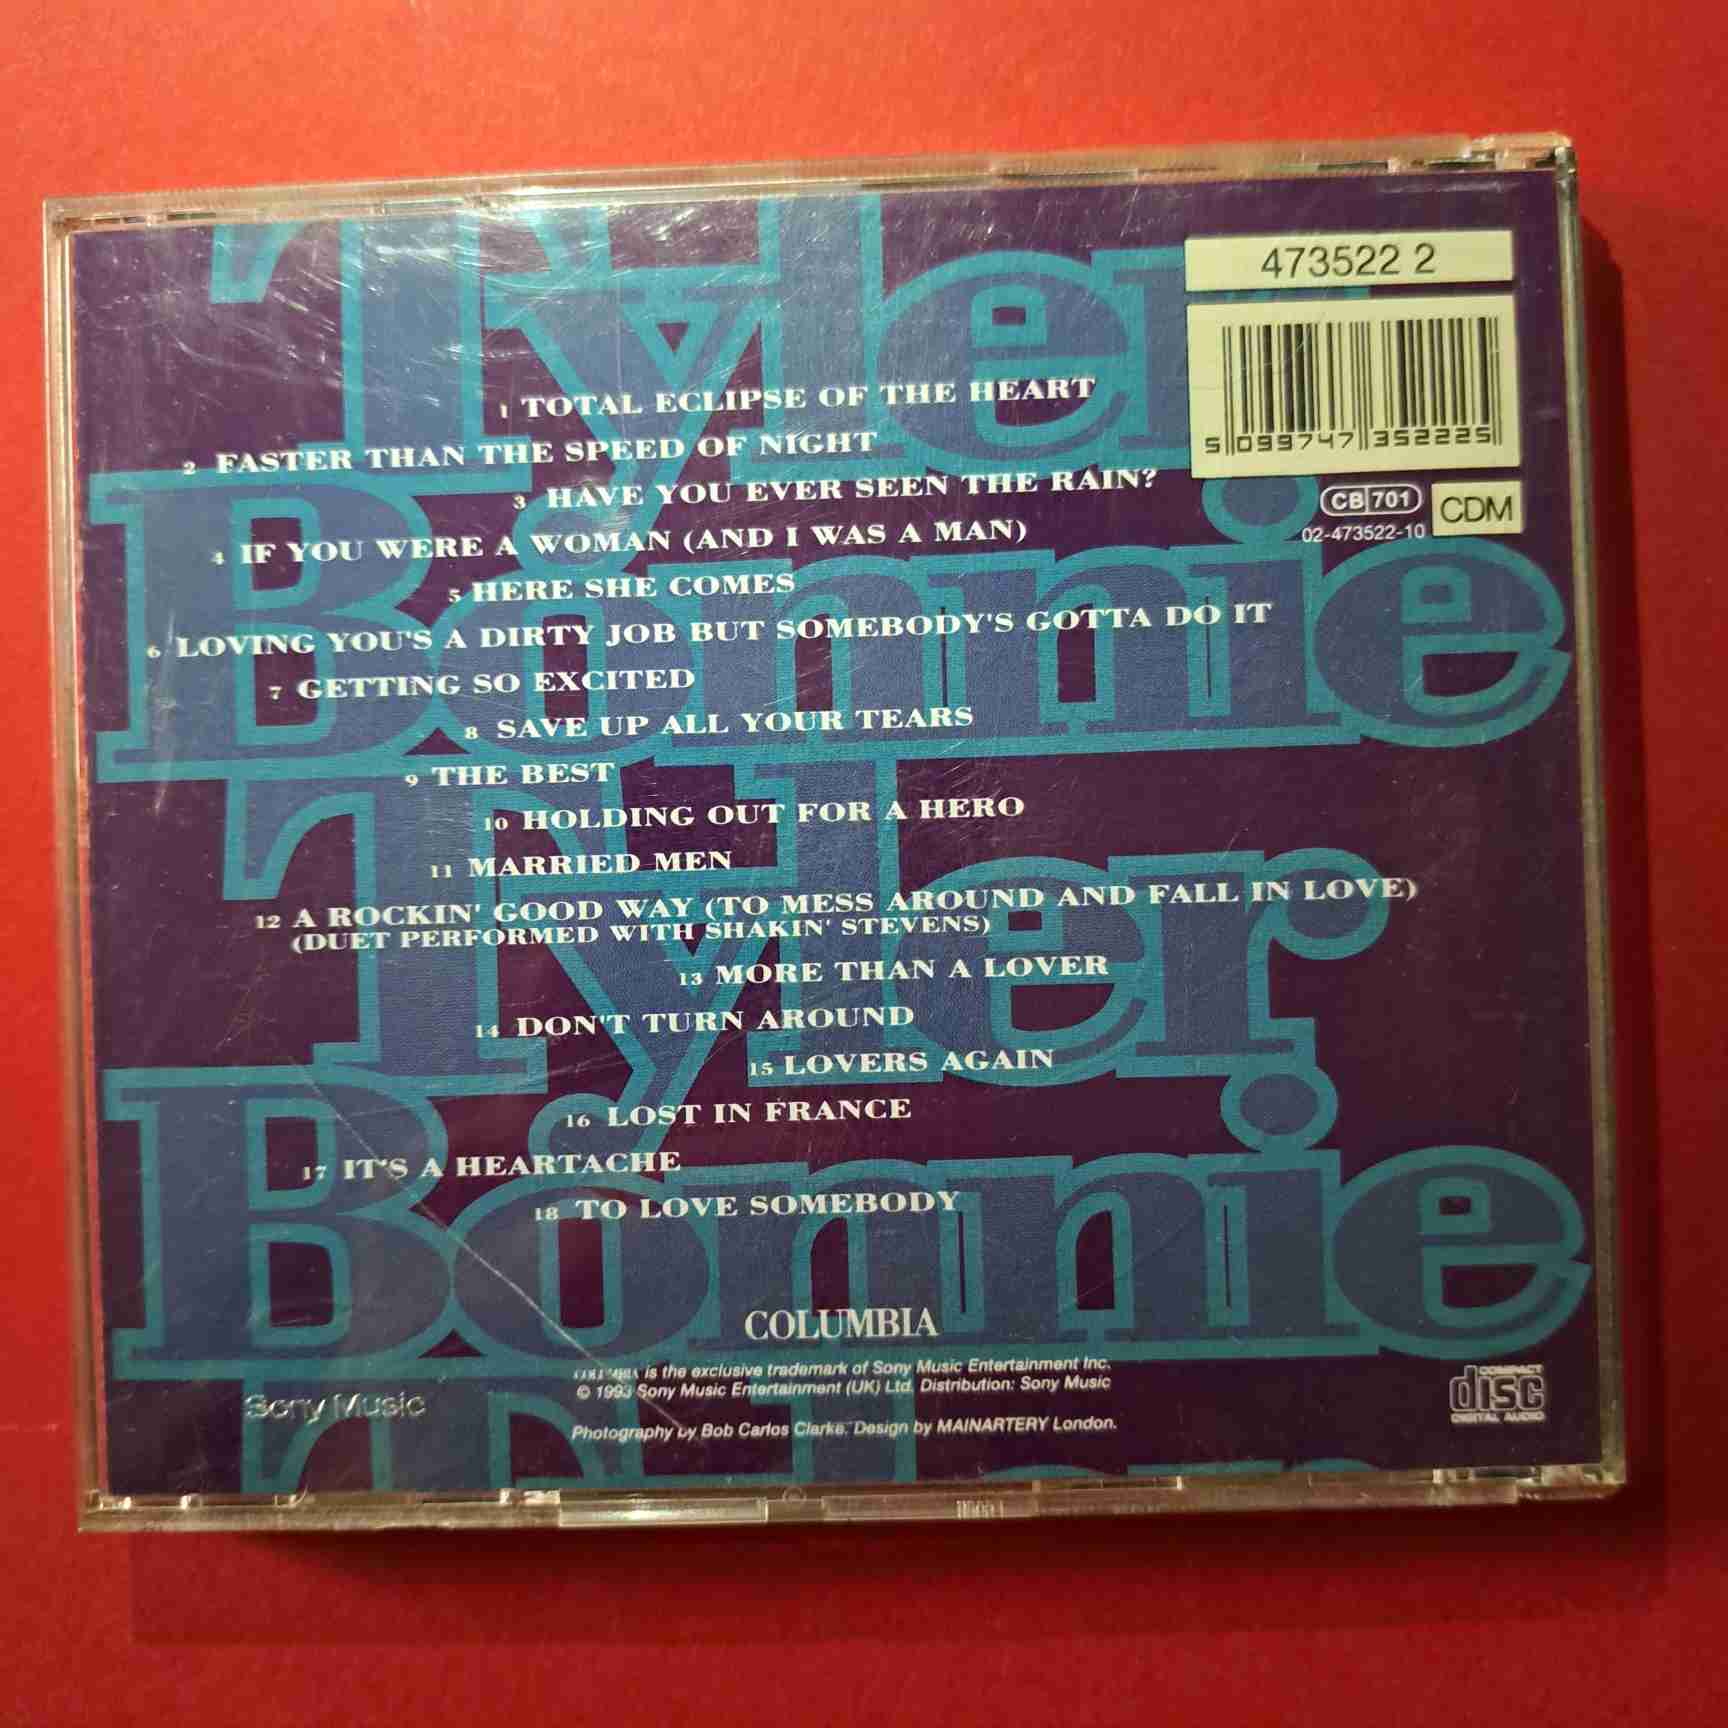 Tyler
473522 2
5 099747 352225
CB 701
CDM
02-473522-10
1 TOTAL ECLIPSE OF THE HEART
2 FASTER THAN THE SPEED OF NIGHT
3 HAVE YOU EVER SEEN THE RAIN?
4 IF YOU WERE A WOMAN (AND I WAS A MAN)
5 HERE SHE COMES
6 LOVING YOU'S A DIRTY JOB BUT SOMEBODY'S GOTTA DO IT
7 GETTING SO EXCITED
8 SAVE UP ALL YOUR TEARS
9 THE BEST
10 HOLDING OUT FOR A HERO
11 MARRIED MEN
12 A ROCKIN' GOOD WAY (TO MESS AROUND AND FALL IN LOVE)
(DUET PERFORMED WITH SHAKIN' STEVENS)
13 MORE THAN A LOVER
14 DON'T TURN AROUND
15 LOVERS AGAIN
16 LOST IN FRANCE
17 IT'S A HEARTACHE
18 TO LOVE SOMEBODY
Bonnie
Tyler
Bonnie
Tyler
COLUMBIA
COLUMBIA is the exclusive trademark of Sony Music Entertainment Inc.
© 1993 Sony Music Entertainment (UK) Ltd. Distribution: Sony Music
Photography by Bob Carlos Clarke. Design by MAINARTERY London.
Sony Music
COMPACT
disc
DIGITAL AUDIO